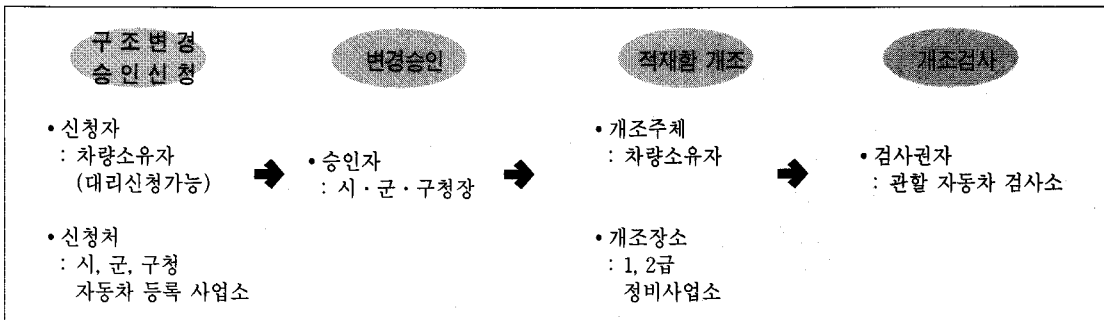 구 조 변 경
승 인 신 청
변경승인
적재함 개조
개조검사
• 신청자
: 차량소유자
(대리신청가능)
• 신청처
: 시, 군, 구청
자동차 등록 사업소
• 승인자
: 시 · 군 · 구청장
• 개조주체
: 차량소유자
• 개조장소
: 1, 2급
정비사업소
• 검사권자
: 관할 자동차 검사소